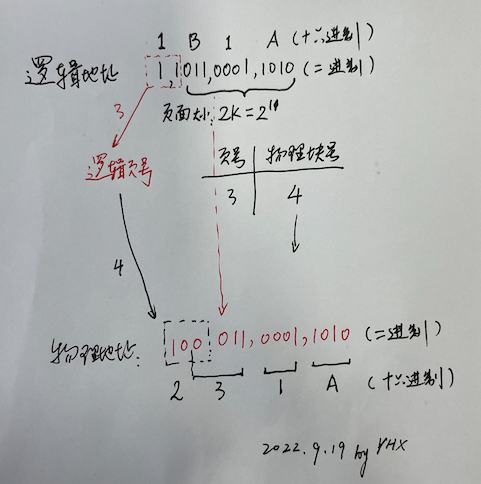 1 B 1 A (十六进制)
逻辑地址 1 1 011,0001,1010 (二进制)
3 页面大小: 2K=2¹¹
逻辑页号
页号 物理块号
3 4
4
物理地址: 100 011,0001,1010 (二进制)
2 3 1 A (十六进制)
2022.9.19 by YHX